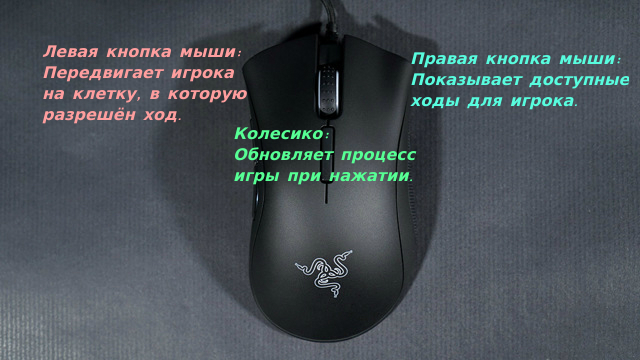 Левая кнопка мыши:
Передвигает игрока
на клетку, в которую
разрешён ход.
Правая кнопка мыши:
Показывает доступные
ходы для игрока.
Колесико:
Обновляет процесс
игры при нажатии.